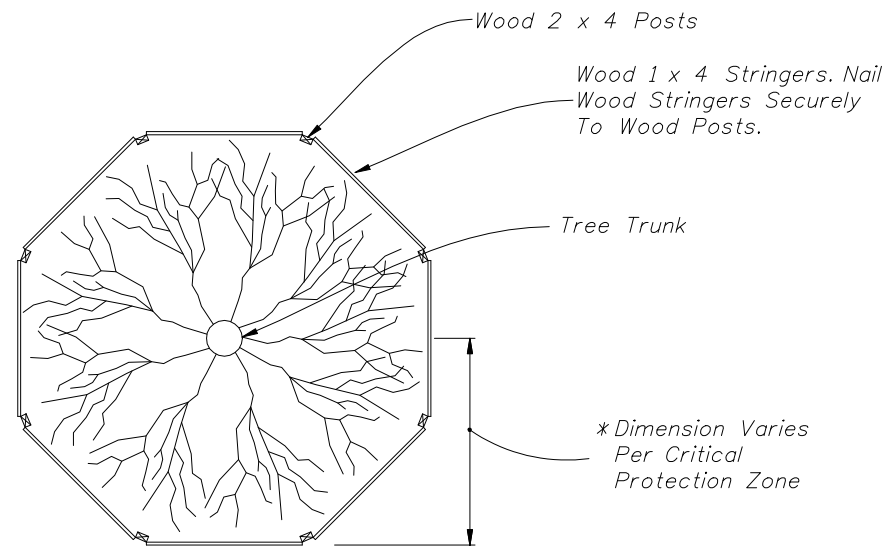 Wood 2 x 4 Posts
Wood 1 x 4 Stringers. Nail
Wood Stringers Securely
To Wood Posts.
Tree Trunk
* Dimension Varies
Per Critical
Protection Zone